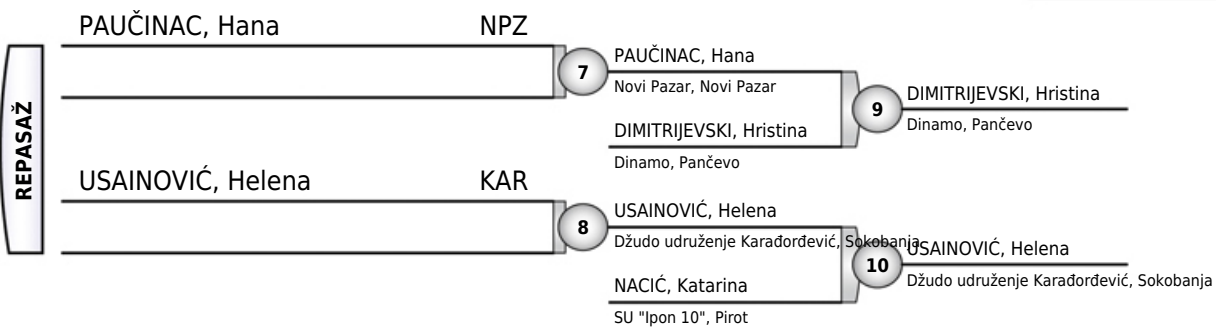 REPASAŽ
PAUČINAC, Hana NPZ
7
PAUČINAC, Hana
Novi Pazar, Novi Pazar
DIMITRIJEVSKI, Hristina
Dinamo, Pančevo
9
DIMITRIJEVSKI, Hristina
Dinamo, Pančevo
USAINOVIĆ, Helena KAR
8
USAINOVIĆ, Helena
Džudo udruženje Karađorđević, Sokobanja
NACIĆ, Katarina
SU "Ipon 10", Pirot
10
USAINOVIĆ, Helena
Džudo udruženje Karađorđević, Sokobanja